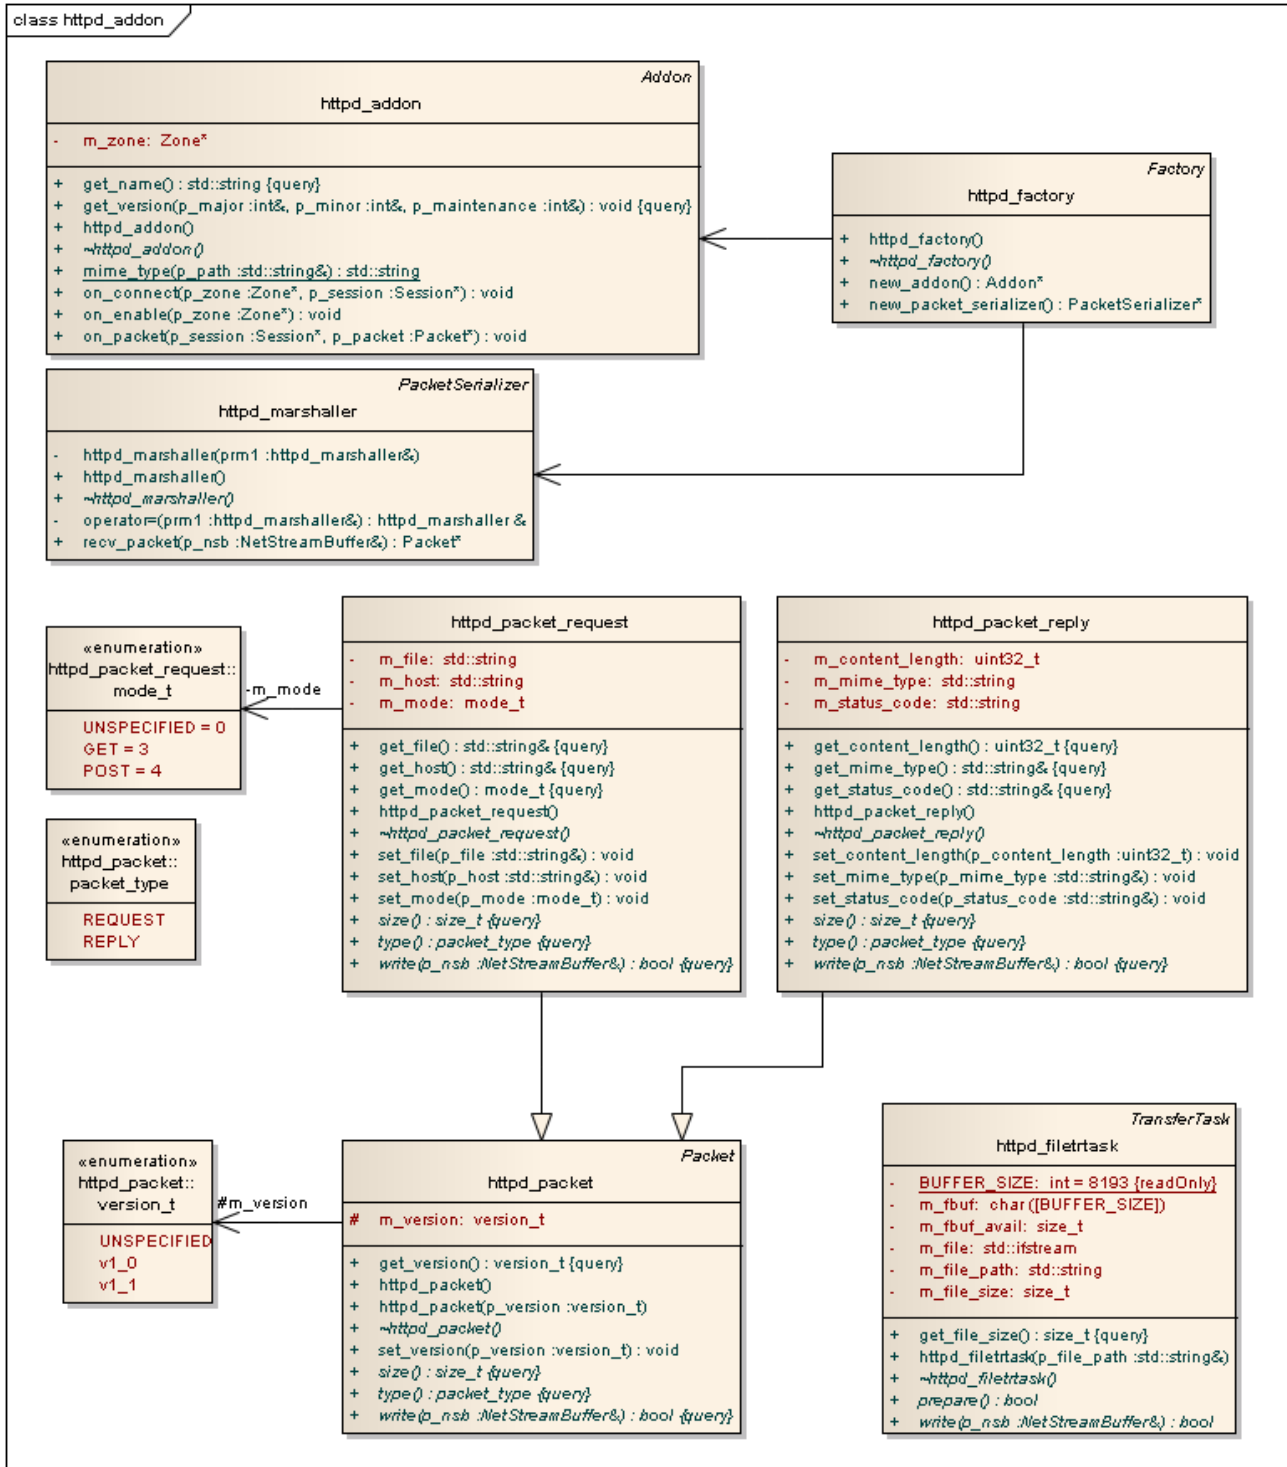 class httpd_addon
Addon
httpd_addon
- m_zone: Zone*
+ get_name() : std::string {query}
+ get_version(p_major :int&, p_minor :int&, p_maintenance :int&) : void {query}
+ httpd_addon()
+ ~httpd_addon()
+ mime_type(p_path :std::string&) : std::string
+ on_connect(p_zone :Zone*, p_session :Session*) : void
+ on_enable(p_zone :Zone*) : void
+ on_packet(p_session :Session*, p_packet :Packet*) : void
Factory
httpd_factory
+ httpd_factory()
+ ~httpd_factory()
+ new_addon() : Addon*
+ new_packet_serializer() : PacketSerializer*
PacketSerializer
httpd_marshaller
- httpd_marshaller(prm1 :httpd_marshaller&)
+ httpd_marshaller()
+ ~httpd_marshaller()
- operator=(prm1 :httpd_marshaller&) : httpd_marshaller &
+ recv_packet(p_nsb :NetStreamBuffer&) : Packet*
«enumeration»
httpd_packet_request::
mode_t
UNSPECIFIED = 0
GET = 3
POST = 4
-m_mode
httpd_packet_request
- m_file: std::string
- m_host: std::string
- m_mode: mode_t
+ get_file() : std::string& {query}
+ get_host() : std::string& {query}
+ get_mode() : mode_t {query}
+ httpd_packet_request()
+ ~httpd_packet_request()
+ set_file(p_file :std::string&) : void
+ set_host(p_host :std::string&) : void
+ set_mode(p_mode :mode_t) : void
+ size() : size_t {query}
+ type() : packet_type {query}
+ write(p_nsb :NetStreamBuffer&) : bool {query}
httpd_packet_reply
- m_content_length: uint32_t
- m_mime_type: std::string
- m_status_code: std::string
+ get_content_length() : uint32_t {query}
+ get_mime_type() : std::string& {query}
+ get_status_code() : std::string& {query}
+ httpd_packet_reply()
+ ~httpd_packet_reply()
+ set_content_length(p_content_length :uint32_t) : void
+ set_mime_type(p_mime_type :std::string&) : void
+ set_status_code(p_status_code :std::string&) : void
+ size() : size_t {query}
+ type() : packet_type {query}
+ write(p_nsb :NetStreamBuffer&) : bool {query}
«enumeration»
httpd_packet::
packet_type
REQUEST
REPLY
«enumeration»
httpd_packet::
version_t
UNSPECIFIED
v1_0
v1_1
#m_version
Packet
httpd_packet
# m_version: version_t
+ get_version() : version_t {query}
+ httpd_packet()
+ httpd_packet(p_version :version_t)
+ ~httpd_packet()
+ set_version(p_version :version_t) : void
+ size() : size_t {query}
+ type() : packet_type {query}
+ write(p_nsb :NetStreamBuffer&) : bool {query}
TransferTask
httpd_filetrtask
- BUFFER_SIZE: int = 8193 {readOnly}
- m_fbuf: char ([BUFFER_SIZE])
- m_fbuf_avail: size_t
- m_file: std::ifstream
- m_file_path: std::string
- m_file_size: size_t
+ get_file_size() : size_t {query}
+ httpd_filetrtask(p_file_path :std::string&)
+ ~httpd_filetrtask()
+ prepare() : bool
+ write(p_nsb :NetStreamBuffer&) : bool